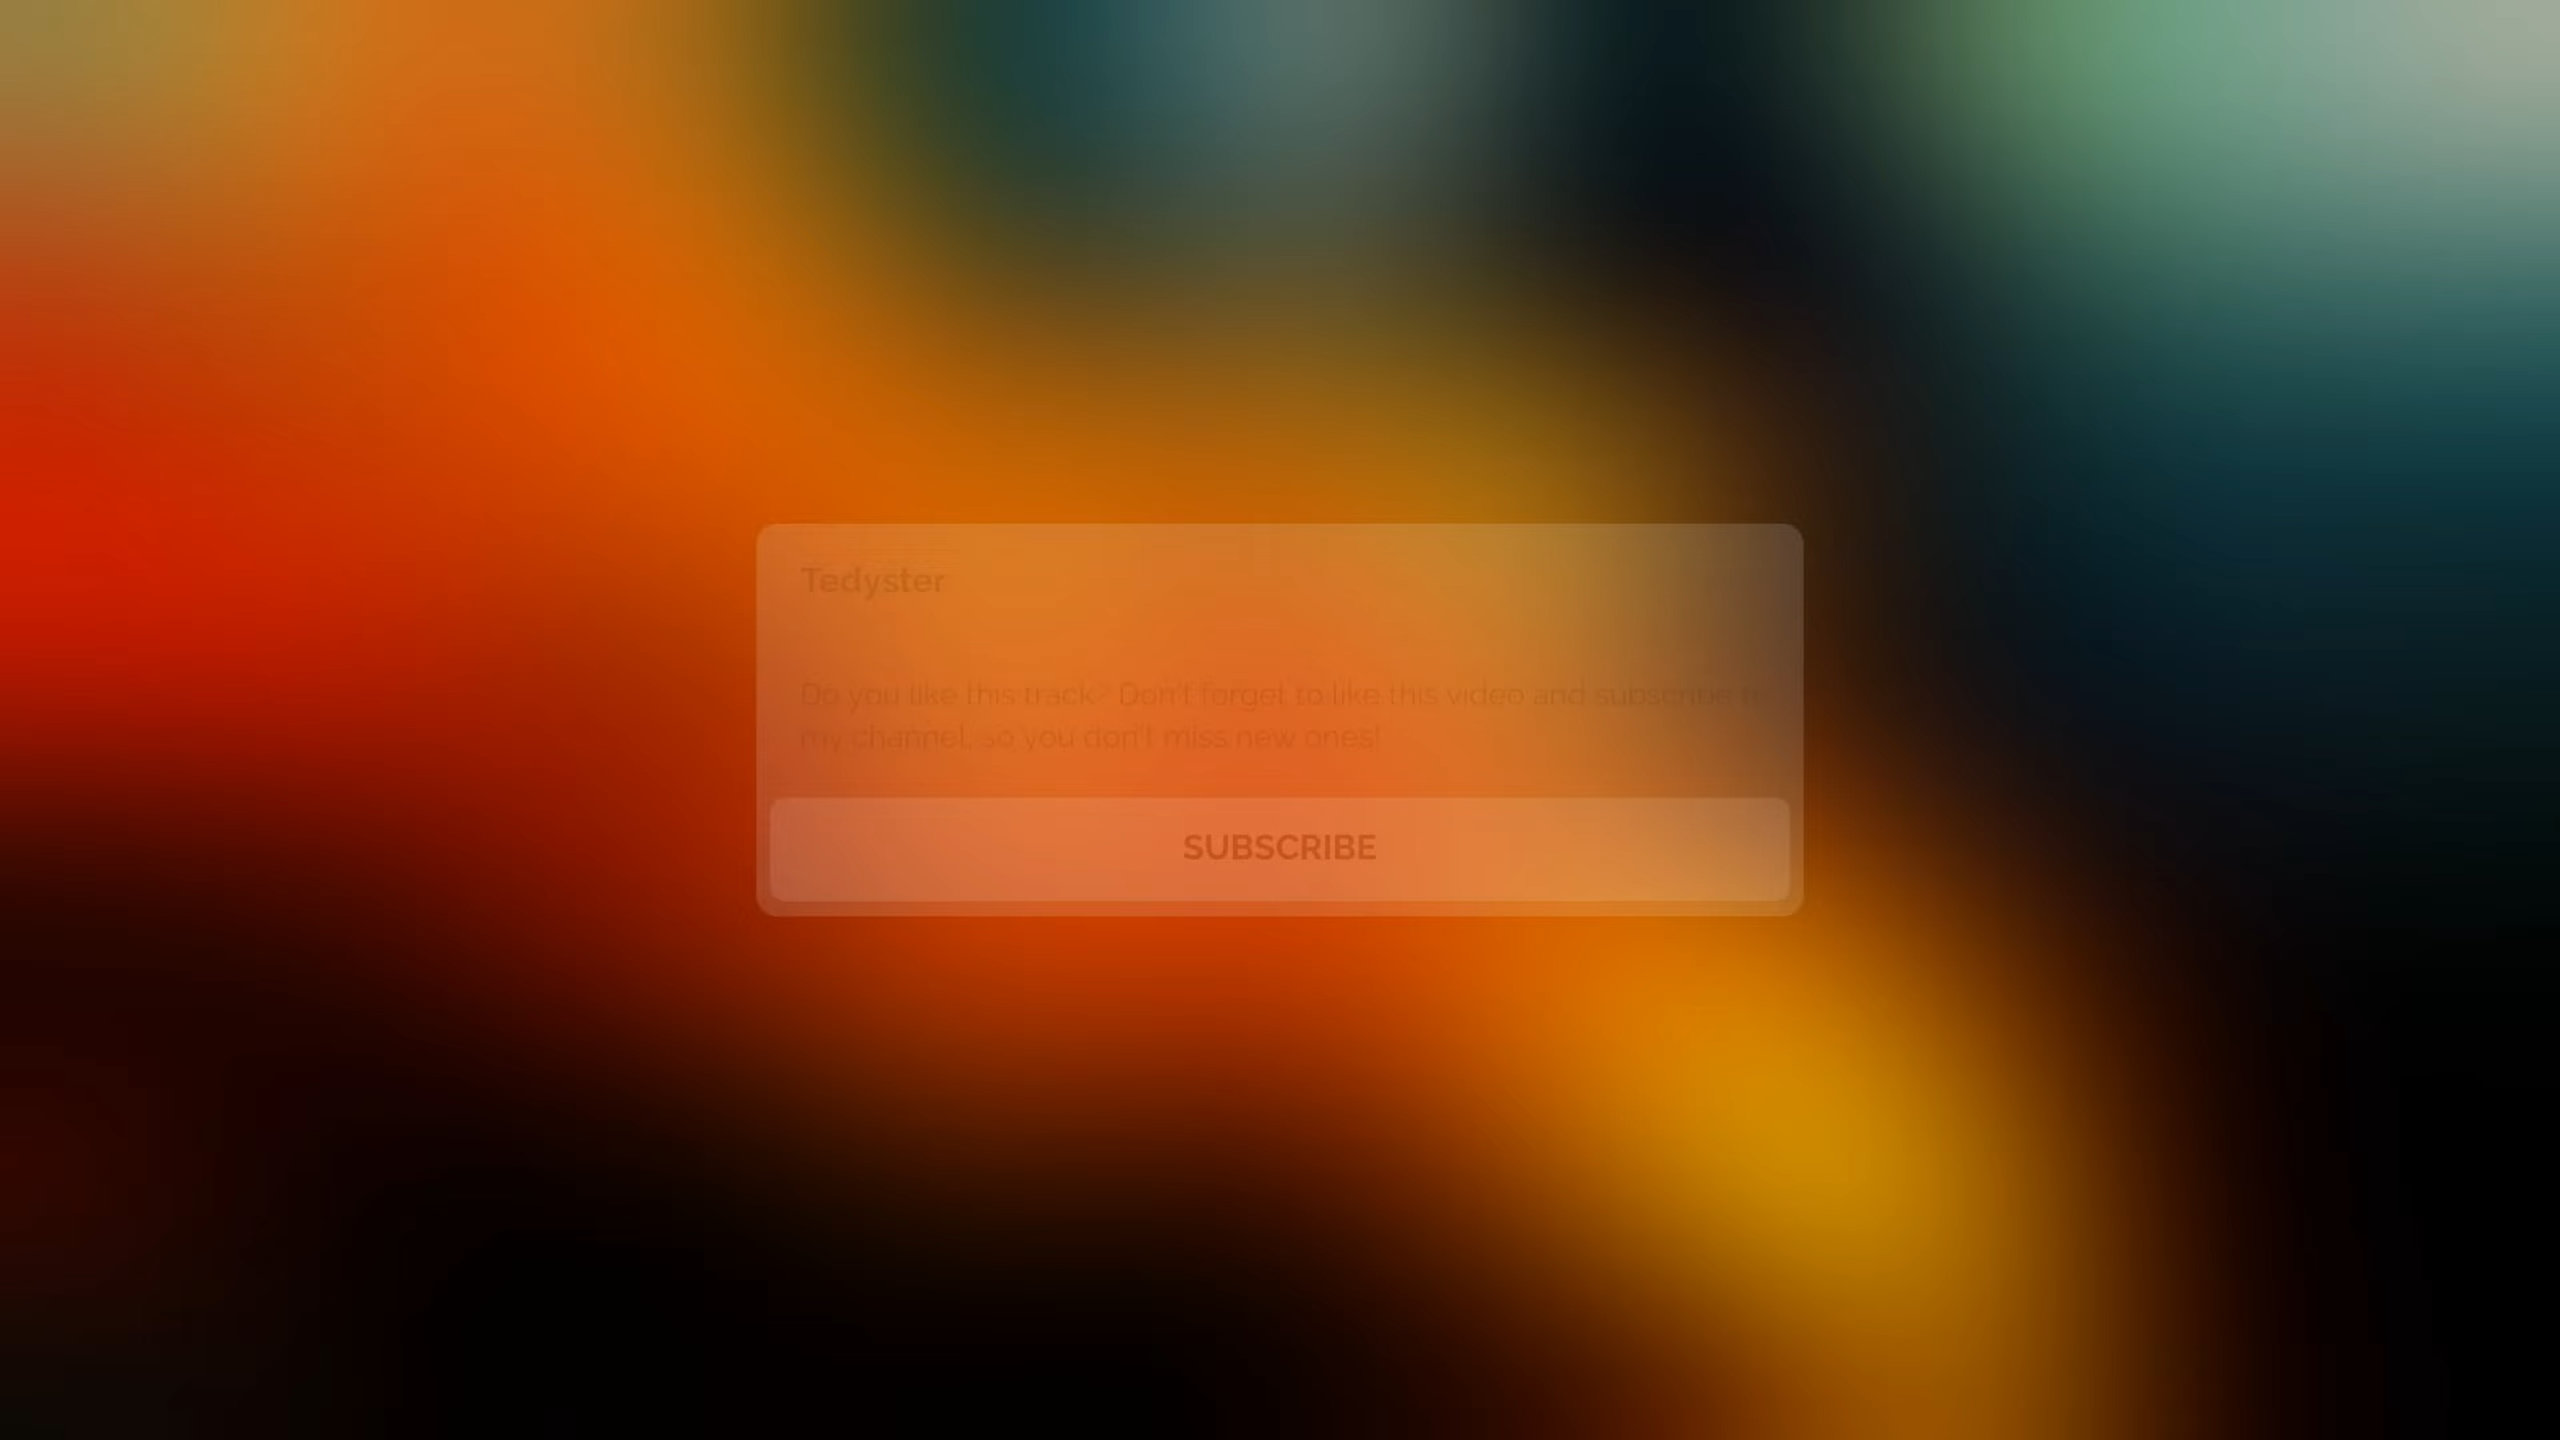 Tedyster
Do you like this track? Don't forget to like this video and subscribe to
my channel, so you don't miss new ones!
SUBSCRIBE